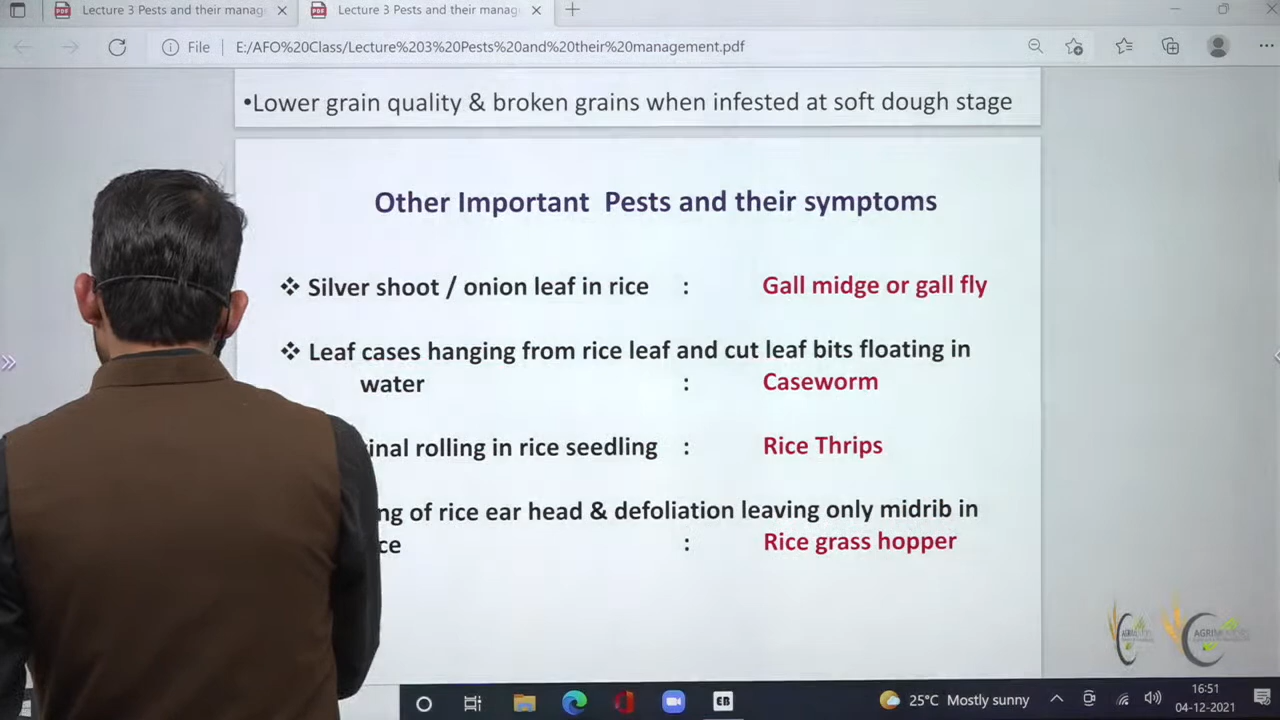 Lecture 3 Pests and their manag
Lecture 3 Pests and their manag
File
E:/AFO%20Class/Lecture%203%20Pests%20and%20their%20management.pdf
•Lower grain quality & broken grains when infested at soft dough stage
Other Important Pests and their symptoms
❖ Silver shoot / onion leaf in rice : Gall midge or gall fly
❖ Leaf cases hanging from rice leaf and cut leaf bits floating in
water : Caseworm
inal rolling in rice seedling : Rice Thrips
ng of rice ear head & defoliation leaving only midrib in
ce : Rice grass hopper
EB
25°C Mostly sunny
16:51
04-12-2021